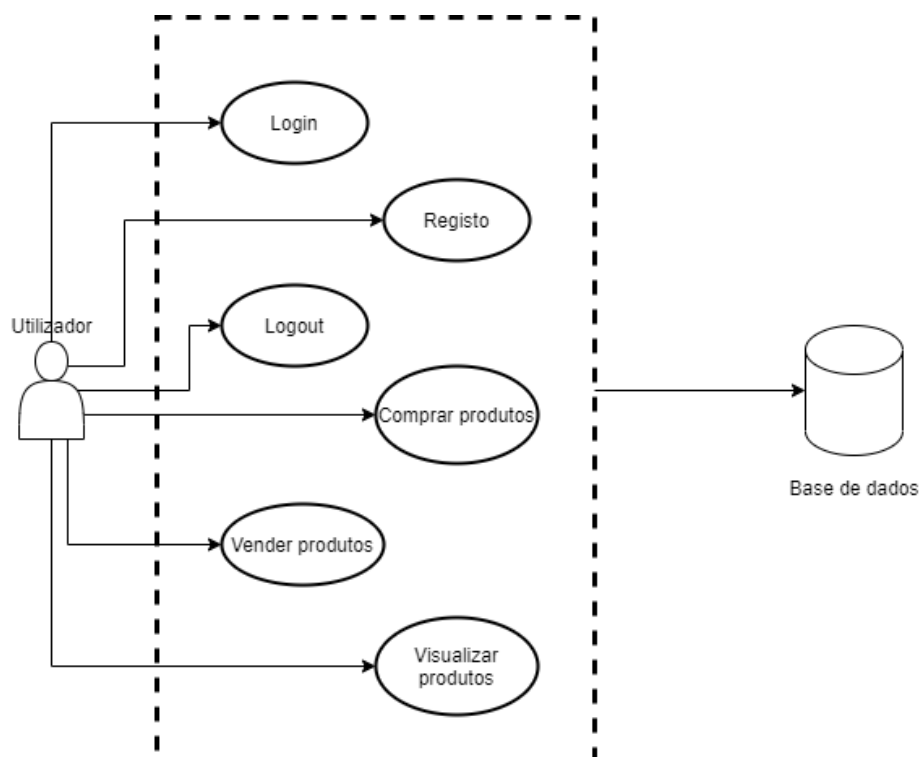 Login
Registo
Utilizador
Logout
Comprar produtos
Base de dados
Vender produtos
Visualizar
produtos